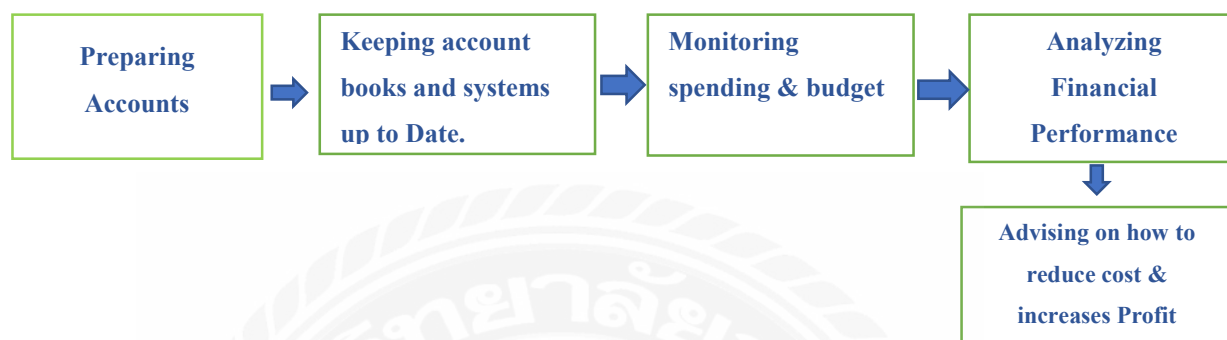 Preparing
Accounts
Keeping account
books and systems
up to Date.
Monitoring
spending & budget
Analyzing
Financial
Performance
Advising on how to
reduce cost &
increases Profit